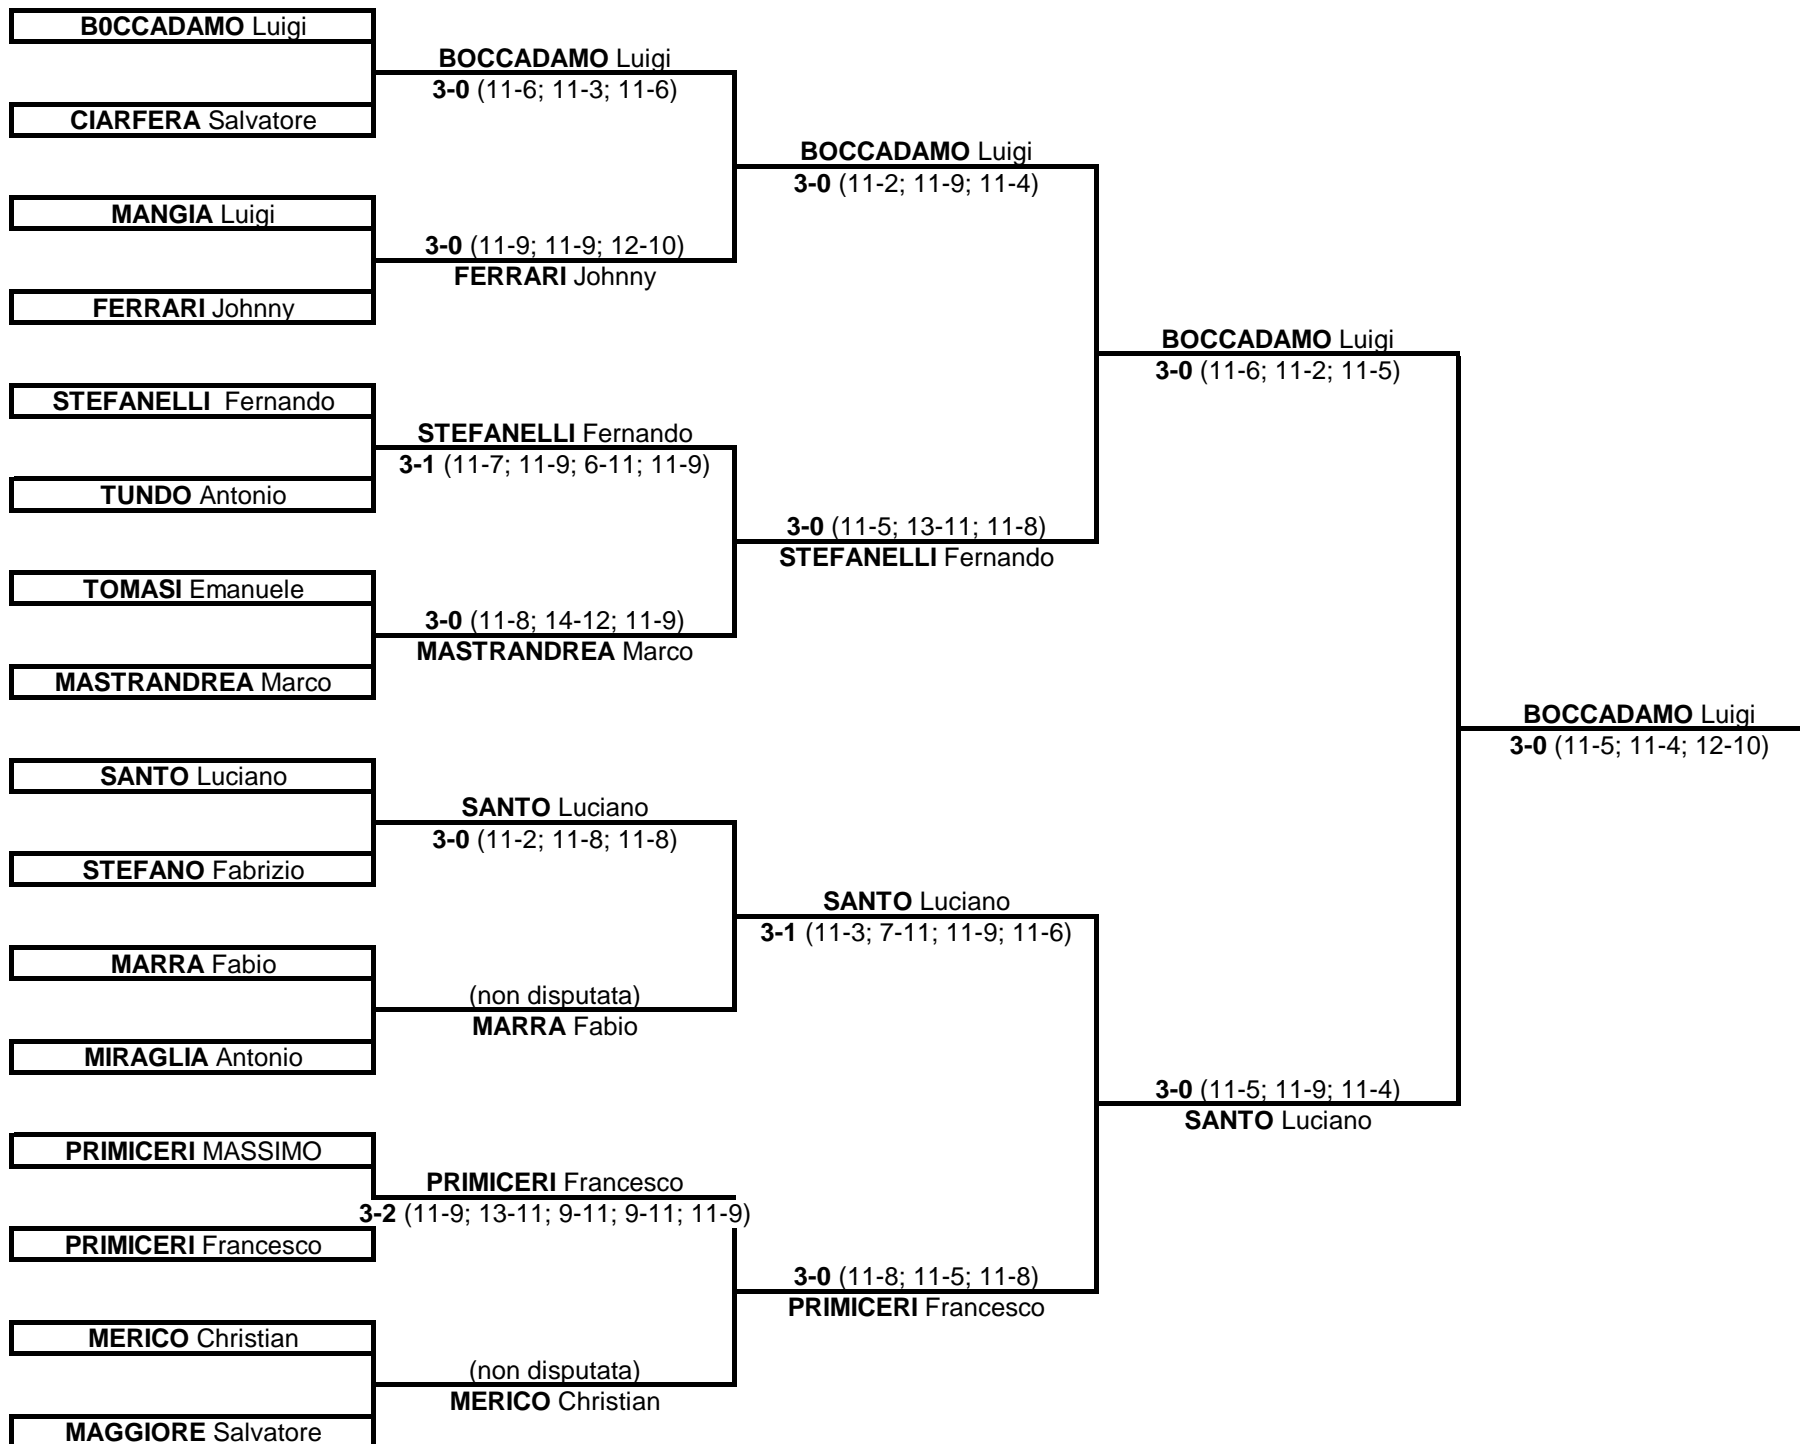 B0CCADAMO Luigi
BOCCADAMO Luigi
3-0 (11-6; 11-3; 11-6)
CIARFERA Salvatore
BOCCADAMO Luigi
3-0 (11-2; 11-9; 11-4)
MANGIA Luigi
3-0 (11-9; 11-9; 12-10)
FERRARI Johnny
FERRARI Johnny
BOCCADAMO Luigi
3-0 (11-6; 11-2; 11-5)
STEFANELLI Fernando
STEFANELLI Fernando
3-1 (11-7; 11-9; 6-11; 11-9)
TUNDO Antonio
3-0 (11-5; 13-11; 11-8)
STEFANELLI Fernando
TOMASI Emanuele
3-0 (11-8; 14-12; 11-9)
MASTRANDREA Marco
MASTRANDREA Marco
BOCCADAMO Luigi
3-0 (11-5; 11-4; 12-10)
SANTO Luciano
SANTO Luciano
3-0 (11-2; 11-8; 11-8)
STEFANO Fabrizio
SANTO Luciano
3-1 (11-3; 7-11; 11-9; 11-6)
MARRA Fabio
(non disputata)
MARRA Fabio
MIRAGLIA Antonio
3-0 (11-5; 11-9; 11-4)
SANTO Luciano
PRIMICERI MASSIMO
PRIMICERI Francesco
3-2 (11-9; 13-11; 9-11; 9-11; 11-9)
PRIMICERI Francesco
3-0 (11-8; 11-5; 11-8)
PRIMICERI Francesco
MERICO Christian
(non disputata)
MERICO Christian
MAGGIORE Salvatore